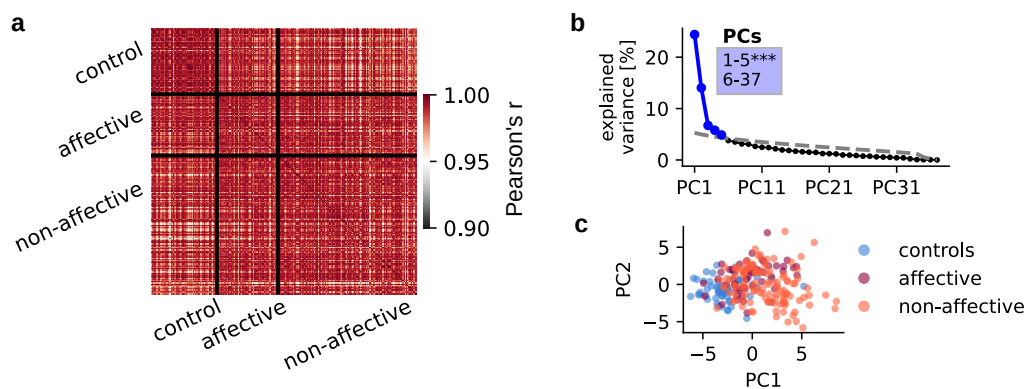 a
control
affective
non-affective
control
affective
non-affective
1.00
0.95
0.90
Pearson's r
b
explained
variance [%]
20
10
0
PC1
PC11
PC21
PC31
PCs
1-5***
6-37
c
PC2
5
0
−5
−5
0
5
PC1
controls
affective
non-affective